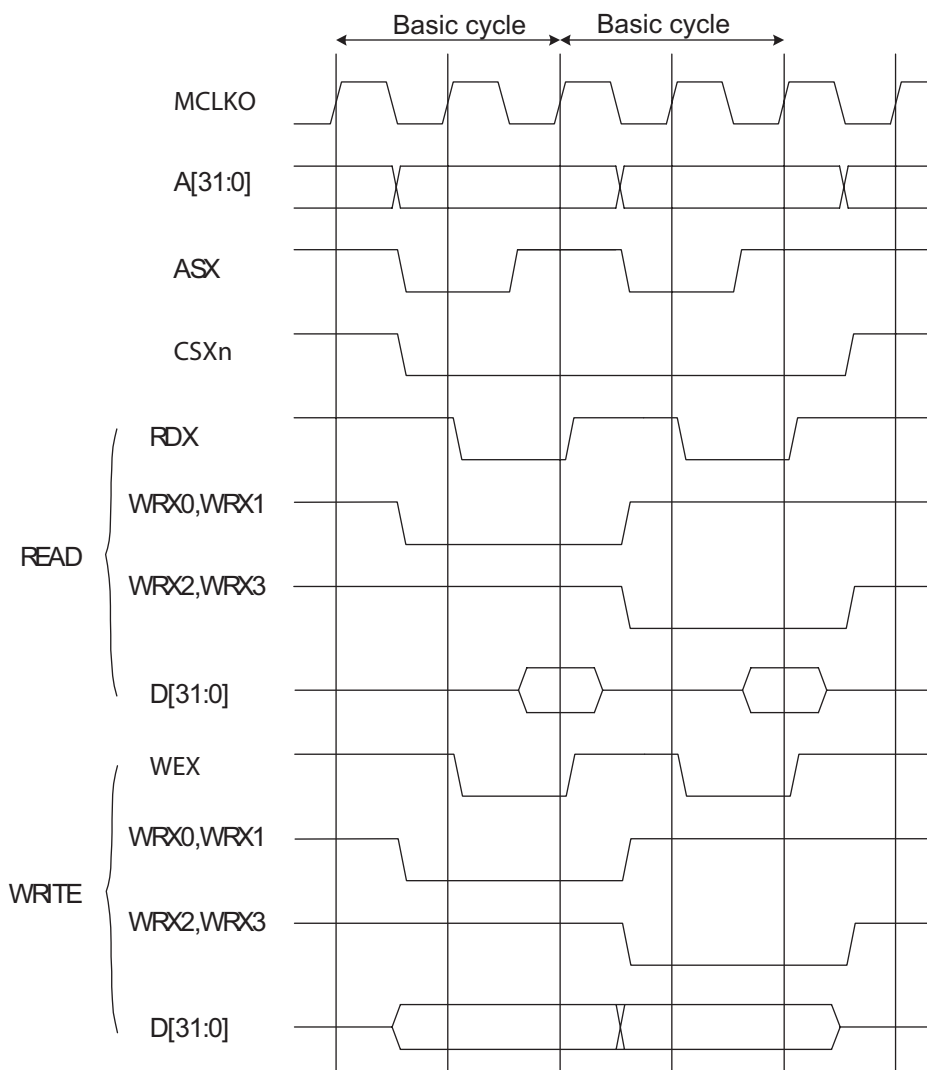 Basic cycle Basic cycle
MCLKO
A[31:0]
ASX
CSXn
RDX
WRX0,WRX1
READ
WRX2,WRX3
D[31:0]
WEX
WRX0,WRX1
WRITE
WRX2,WRX3
D[31:0]